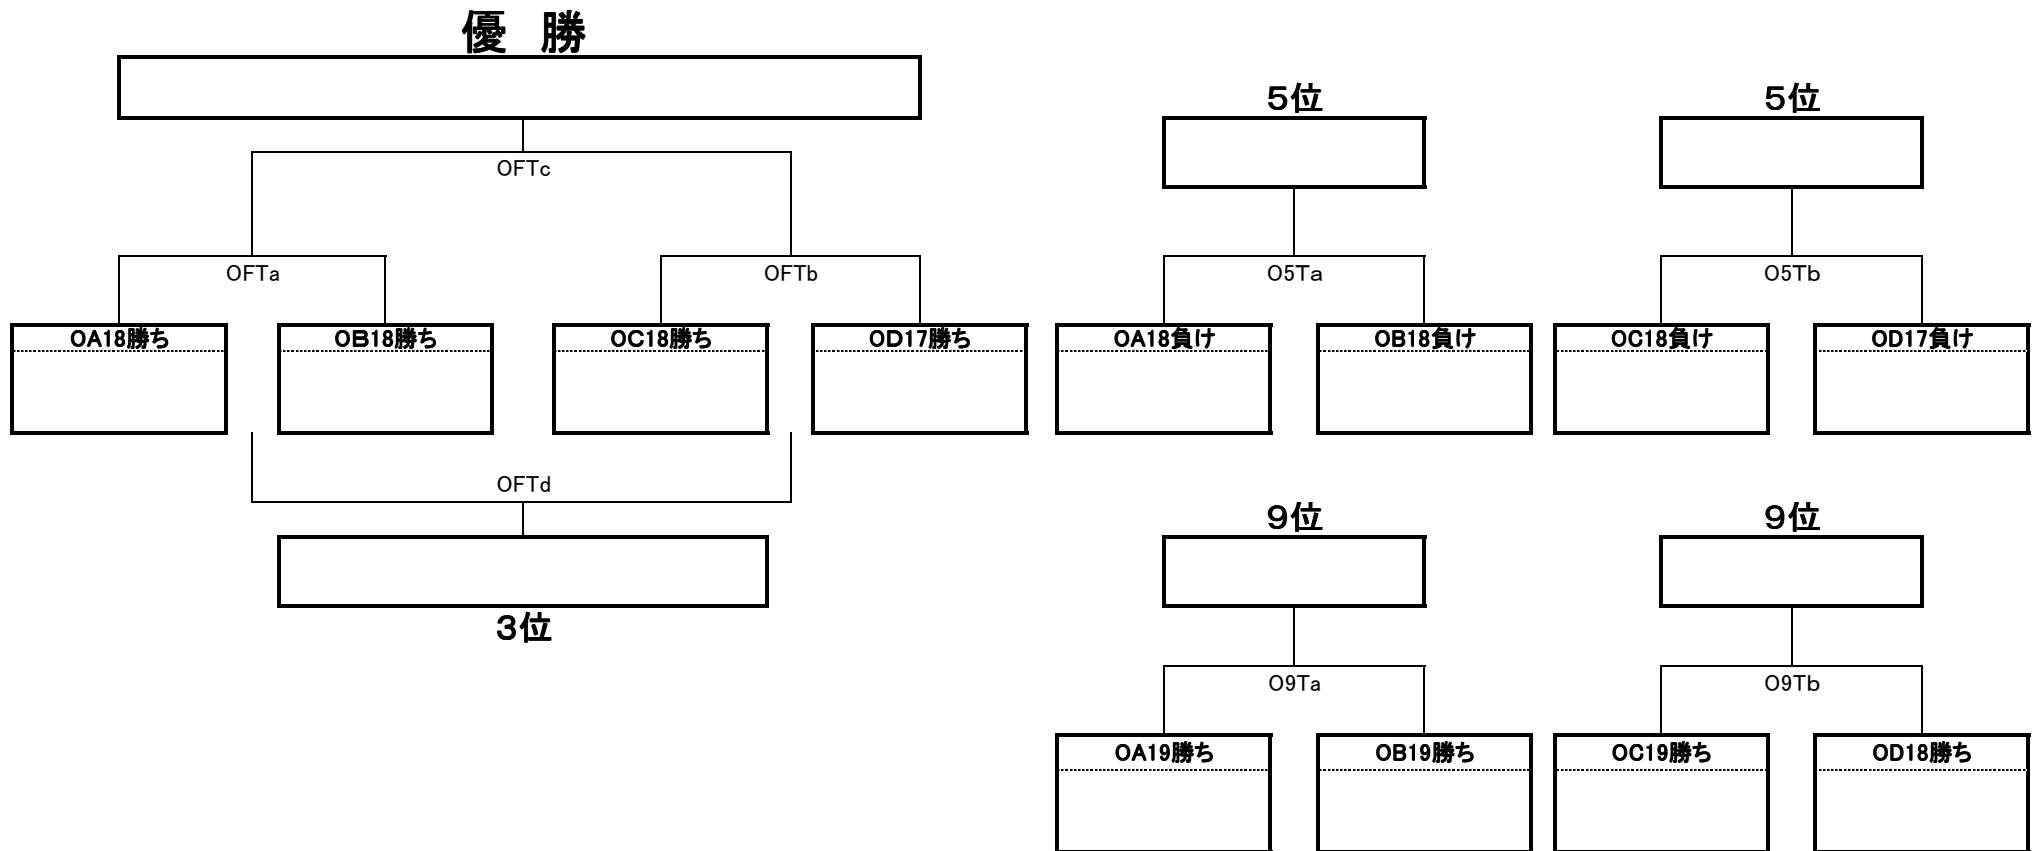 優　勝
5位 5位
OFTc
OFTa OFTb O5Ta O5Tb
OA18勝ち OB18勝ち OC18勝ち OD17勝ち OA18負け OB18負け OC18負け OD17負け
OFTd
9位 9位
3位
O9Ta O9Tb
OA19勝ち OB19勝ち OC19勝ち OD18勝ち